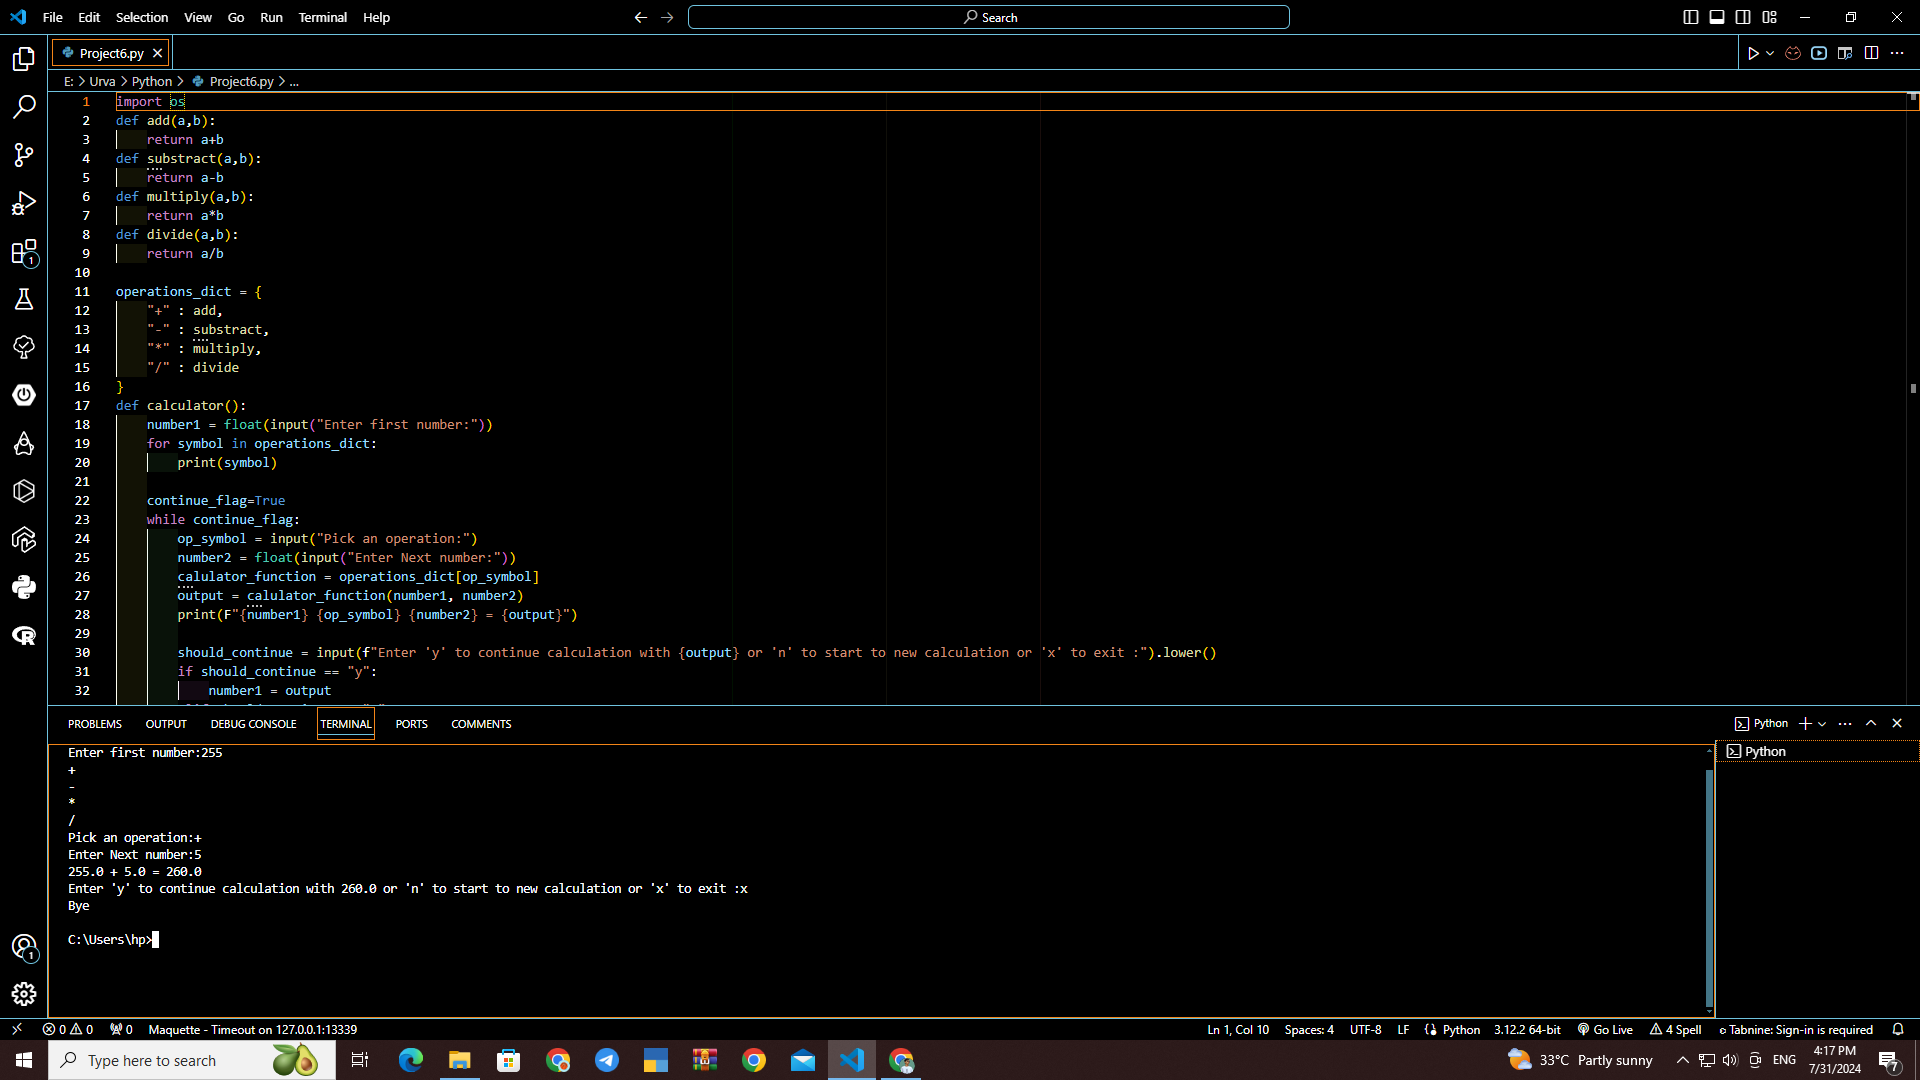 File Edit Selection View Go Run Terminal Help
Search
Project6.py
E: > Urva > Python > Project6.py > ...
1 import os
2 def add(a,b):
3     return a+b
4 def substract(a,b):
5     return a-b
6 def multiply(a,b):
7     return a*b
8 def divide(a,b):
9     return a/b
10
11 operations_dict = {
12     "+" : add,
13     "-" : substract,
14     "*" : multiply,
15     "/" : divide
16 }
17 def calculator():
18     number1 = float(input("Enter first number:"))
19     for symbol in operations_dict:
20         print(symbol)
21
22     continue_flag=True
23     while continue_flag:
24         op_symbol = input("Pick an operation:")
25         number2 = float(input("Enter Next number:"))
26         calulator_function = operations_dict[op_symbol]
27         output = calulator_function(number1, number2)
28         print(F"{number1} {op_symbol} {number2} = {output}")
29
30         should_continue = input(f"Enter 'y' to continue calculation with {output} or 'n' to start to new calculation or 'x' to exit :").lower()
31         if should_continue == "y":
32             number1 = output
PROBLEMS OUTPUT DEBUG CONSOLE TERMINAL PORTS COMMENTS
Python
Python
Enter first number:255
+
-
*
/
Pick an operation:+
Enter Next number:5
255.0 + 5.0 = 260.0
Enter 'y' to continue calculation with 260.0 or 'n' to start to new calculation or 'x' to exit :x
Bye
C:\Users\hp>
1
1
0 0 0 Maquette - Timeout on 127.0.0.1:13339 Ln 1, Col 10 Spaces: 4 UTF-8 LF Python 3.12.2 64-bit Go Live 4 Spell Tabnine: Sign-in is required
Type here to search
33°C Partly sunny ENG 4:17 PM
7/31/2024
7